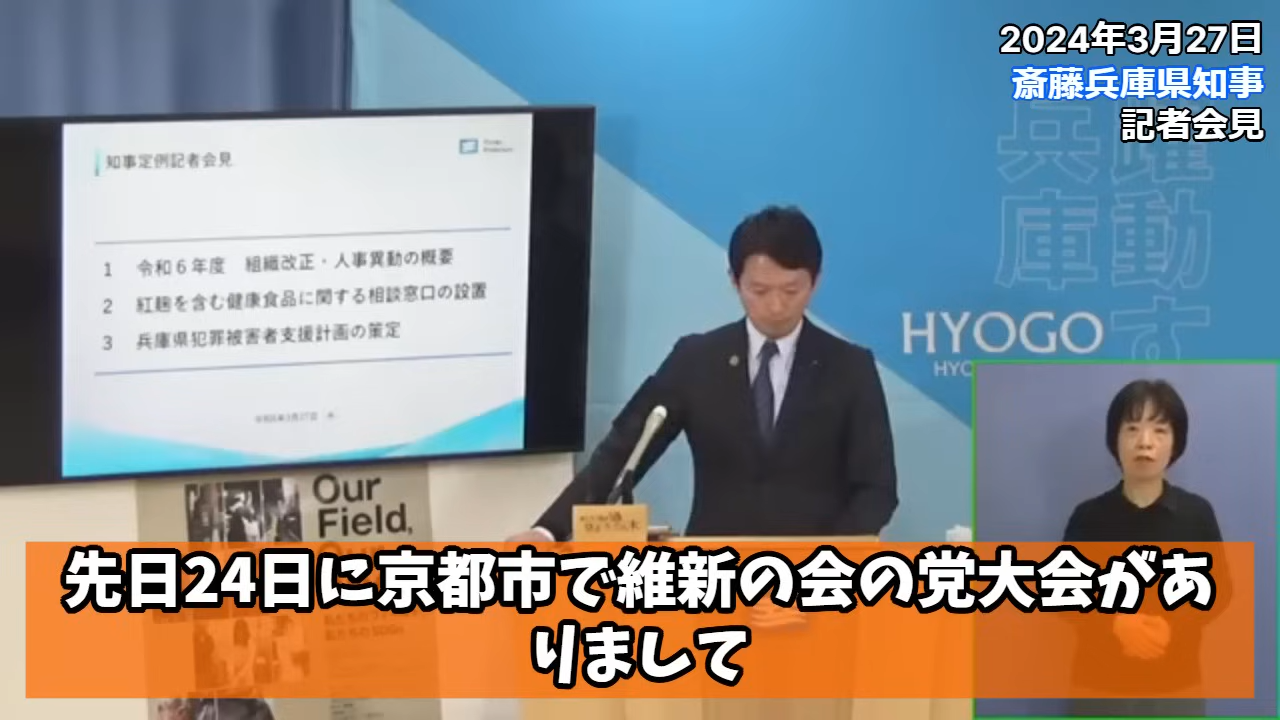 2024年3月27日
斎藤兵庫県知事
記者会見
知事定例記者会見
1 令和6年度 組織改正・人事異動の概要
2 紅麹を含む健康食品に関する相談窓口の設置
3 兵庫県犯罪被害者支援計画の策定
躍動す
兵庫
HYOGO
HYO
Our
Field,
先日24日に京都市で維新の会の党大会があ
りまして